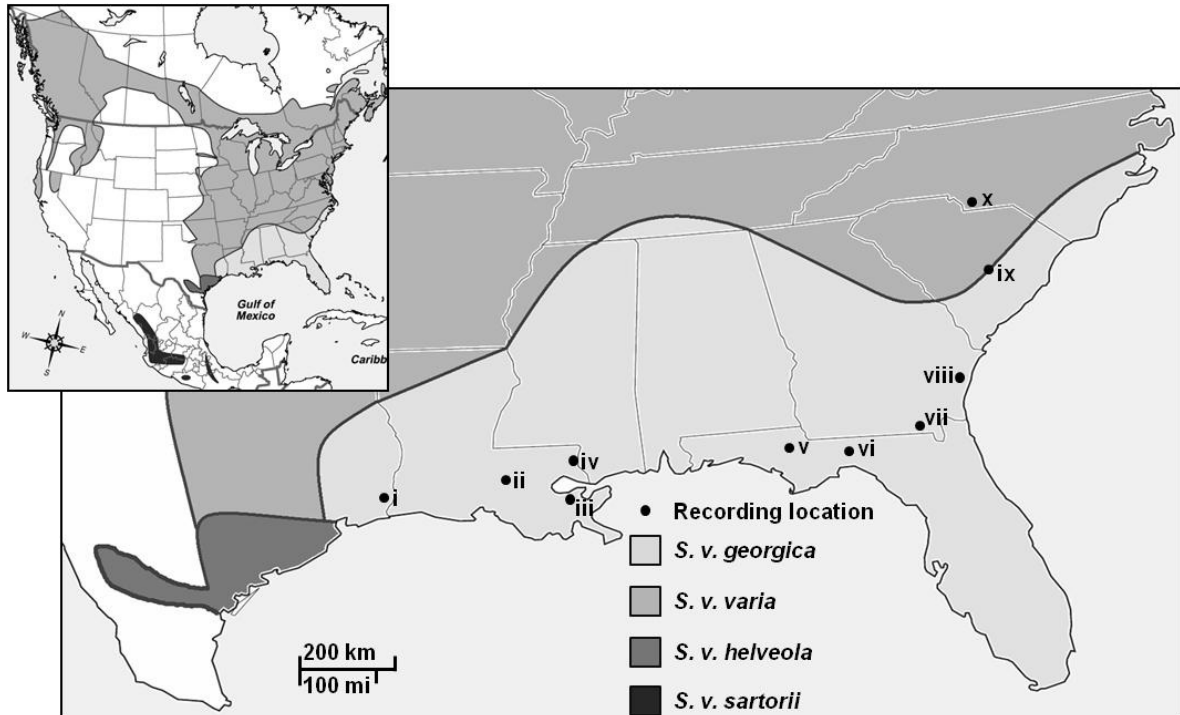 Gulf of
Mexico
Caribb
N
W
E
S
x
ix
viii
vii
iv
v
vi
ii
i
iii
Recording location
S. v. georgica
S. v. varia
S. v. helveola
S. v. sartorii
200 km
100 mi